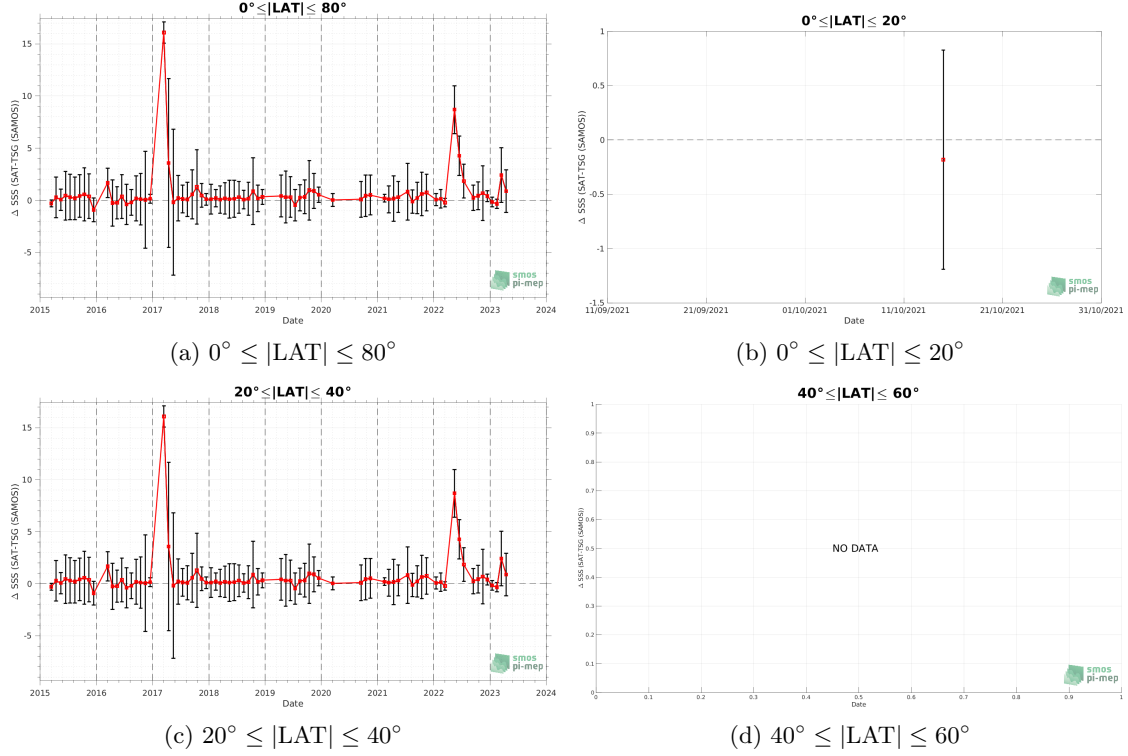 0°≤|LAT|≤ 80°
Δ SSS (SAT-TSG (SAMOS))
15
10
5
0
-5
2015 2016 2017 2018 2019 2020 2021 2022 2023 2024
Date
smos
pi-mep
(a) 0° ≤ |LAT| ≤ 80°
0°≤|LAT|≤ 20°
Δ SSS (SAT-TSG (SAMOS))
1
0.5
0
-0.5
-1
-1.5
11/09/2021 21/09/2021 01/10/2021 11/10/2021 21/10/2021 31/10/2021
Date
smos
pi-mep
(b) 0° ≤ |LAT| ≤ 20°
20°≤|LAT|≤ 40°
Δ SSS (SAT-TSG (SAMOS))
15
10
5
0
-5
2015 2016 2017 2018 2019 2020 2021 2022 2023 2024
Date
smos
pi-mep
(c) 20° ≤ |LAT| ≤ 40°
40°≤|LAT|≤ 60°
Δ SSS (SAT-TSG (SAMOS))
1
0.9
0.8
0.7
0.6
0.5
0.4
0.3
0.2
0.1
0
NO DATA
0 0.1 0.2 0.3 0.4 0.5 0.6 0.7 0.8 0.9 1
Date
smos
pi-mep
(d) 40° ≤ |LAT| ≤ 60°